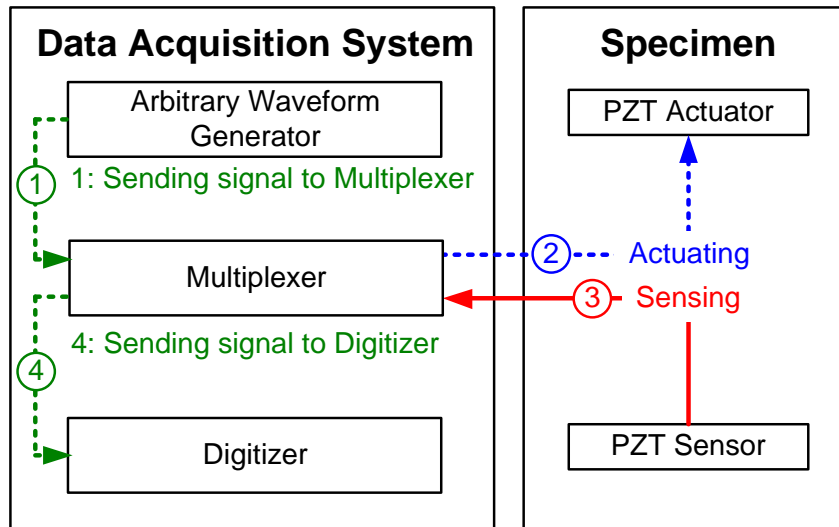 Data Acquisition System
Arbitrary Waveform
Generator
1
1: Sending signal to Multiplexer
Multiplexer
4: Sending signal to Digitizer
4
Digitizer
2
3
Specimen
PZT Actuator
Actuating
Sensing
PZT Sensor